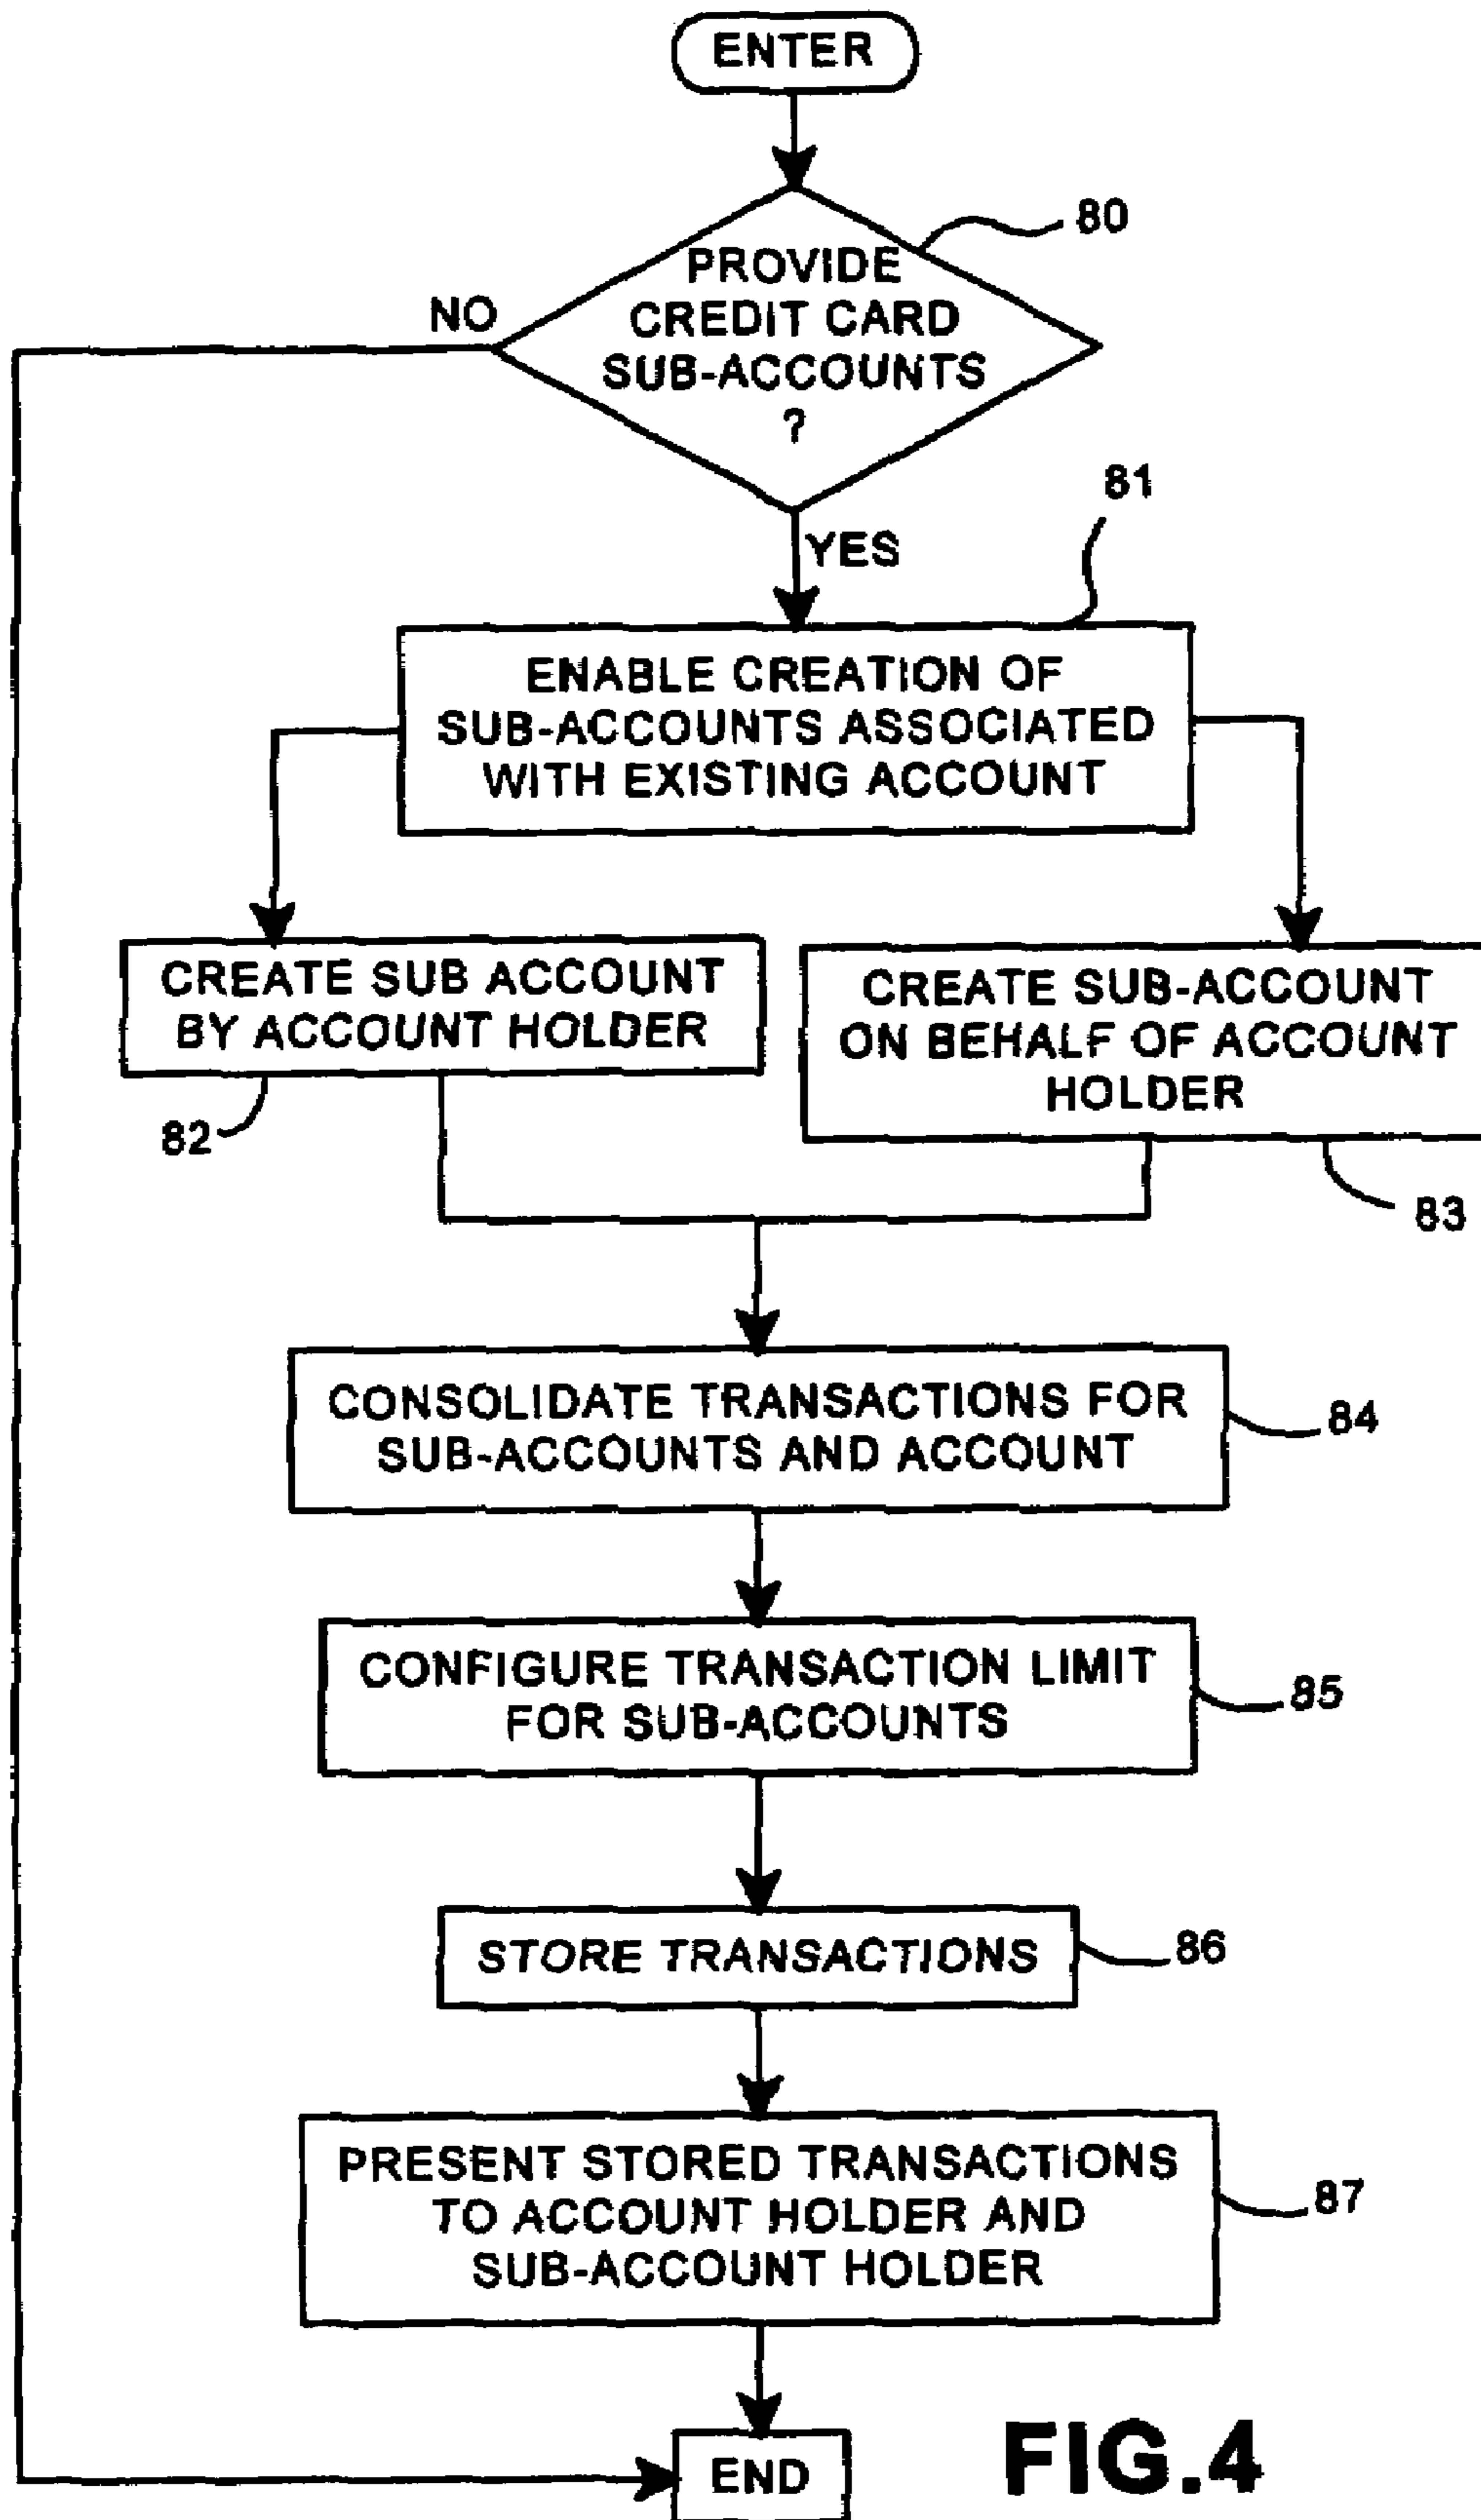 ENTER
80
PROVIDE
CREDIT CARD
SUB-ACCOUNTS
?
NO
81
YES
ENABLE CREATION OF
SUB-ACCOUNTS ASSOCIATED
WITH EXISTING ACCOUNT
CREATE SUB ACCOUNT
BY ACCOUNT HOLDER
82
CREATE SUB-ACCOUNT
ON BEHALF OF ACCOUNT
HOLDER
83
CONSOLIDATE TRANSACTIONS FOR
SUB-ACCOUNTS AND ACCOUNT
84
CONFIGURE TRANSACTION LIMIT
FOR SUB-ACCOUNTS
85
STORE TRANSACTIONS
86
PRESENT STORED TRANSACTIONS
TO ACCOUNT HOLDER AND
SUB-ACCOUNT HOLDER
87
END
FIG.4